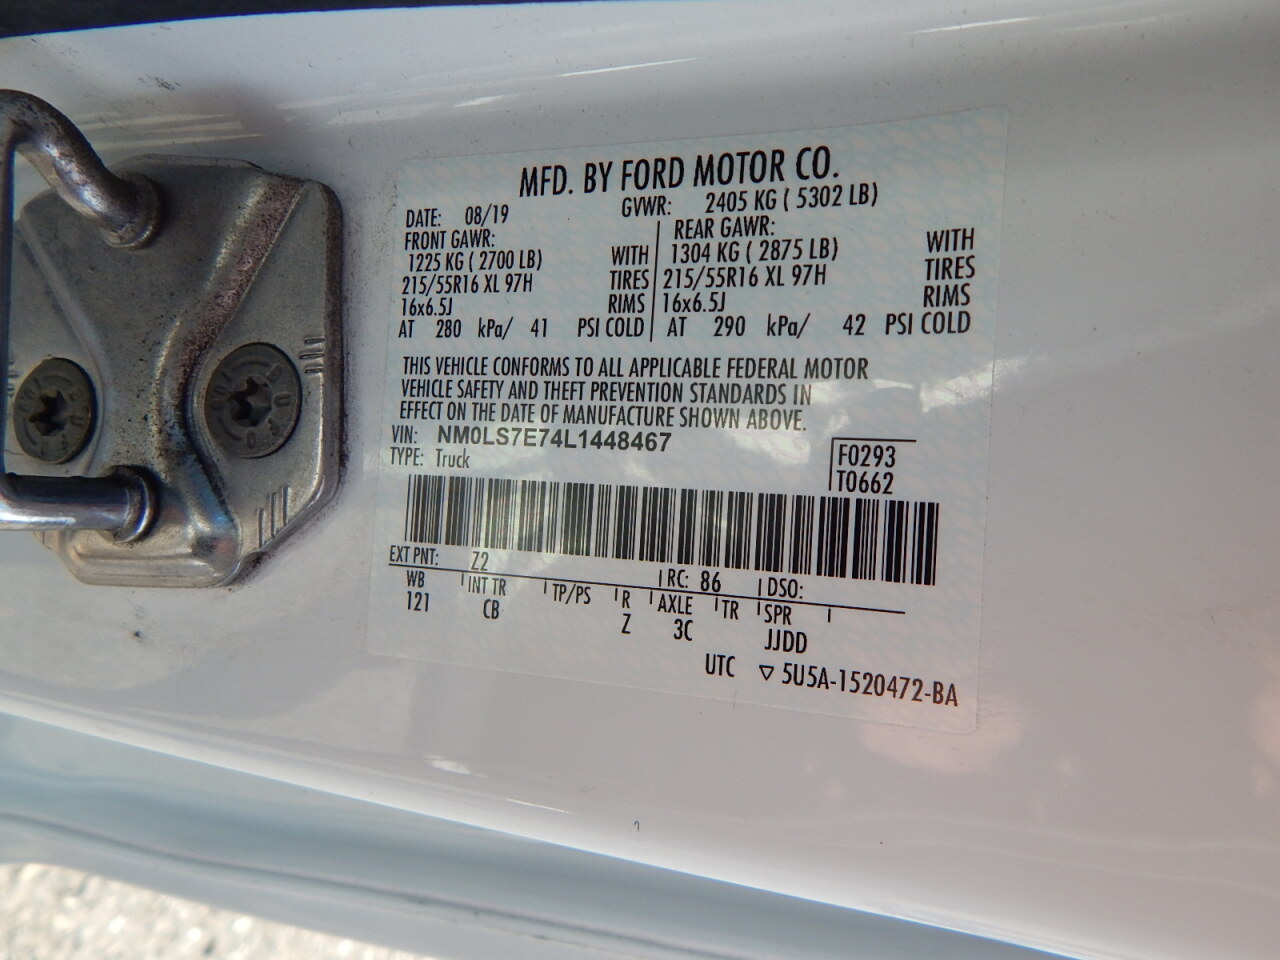 MFD. BY FORD MOTOR CO.
DATE: 08/19 GVWR: 2405 KG ( 5302 LB)
FRONT GAWR: REAR GAWR:
1225 KG ( 2700 LB) WITH 1304 KG ( 2875 LB) WITH
215/55R16 XL 97H TIRES 215/55R16 XL 97H TIRES
16x6.5J RIMS 16x6.5J RIMS
AT 280 kPa/ 41 PSI COLD AT 290 kPa/ 42 PSI COLD
THIS VEHICLE CONFORMS TO ALL APPLICABLE FEDERAL MOTOR
VEHICLE SAFETY AND THEFT PREVENTION STANDARDS IN
EFFECT ON THE DATE OF MANUFACTURE SHOWN ABOVE.
VIN: NM0LS7E74L1448467
TYPE: Truck
F0293
T0662
EXT PNT: Z2 RC: 86 DSO:
WB INT TR TP/PS R AXLE TR SPR
121 CB Z 3C JJDD
UTC ▽ 5U5A-1520472-BA